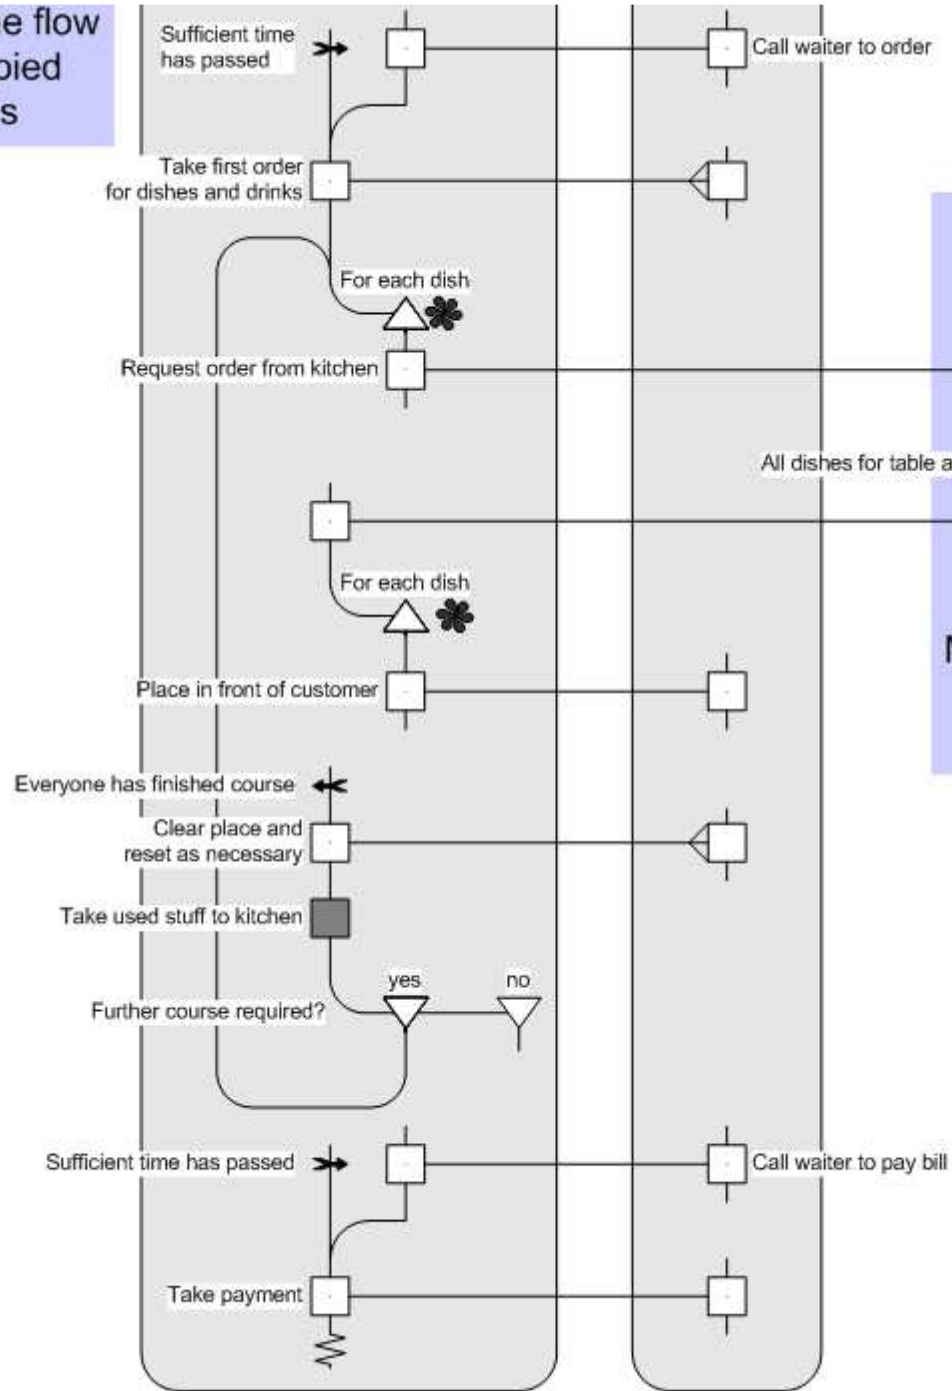 e flow
pied
s
Sufficient time
has passed
Call waiter to order
Take first order
for dishes and drinks
For each dish
Request order from kitchen
All dishes for table a
For each dish
Place in front of customer
Everyone has finished course
Clear place and
reset as necessary
Take used stuff to kitchen
yes
no
Further course required?
Sufficient time has passed
Call waiter to pay bill
Take payment